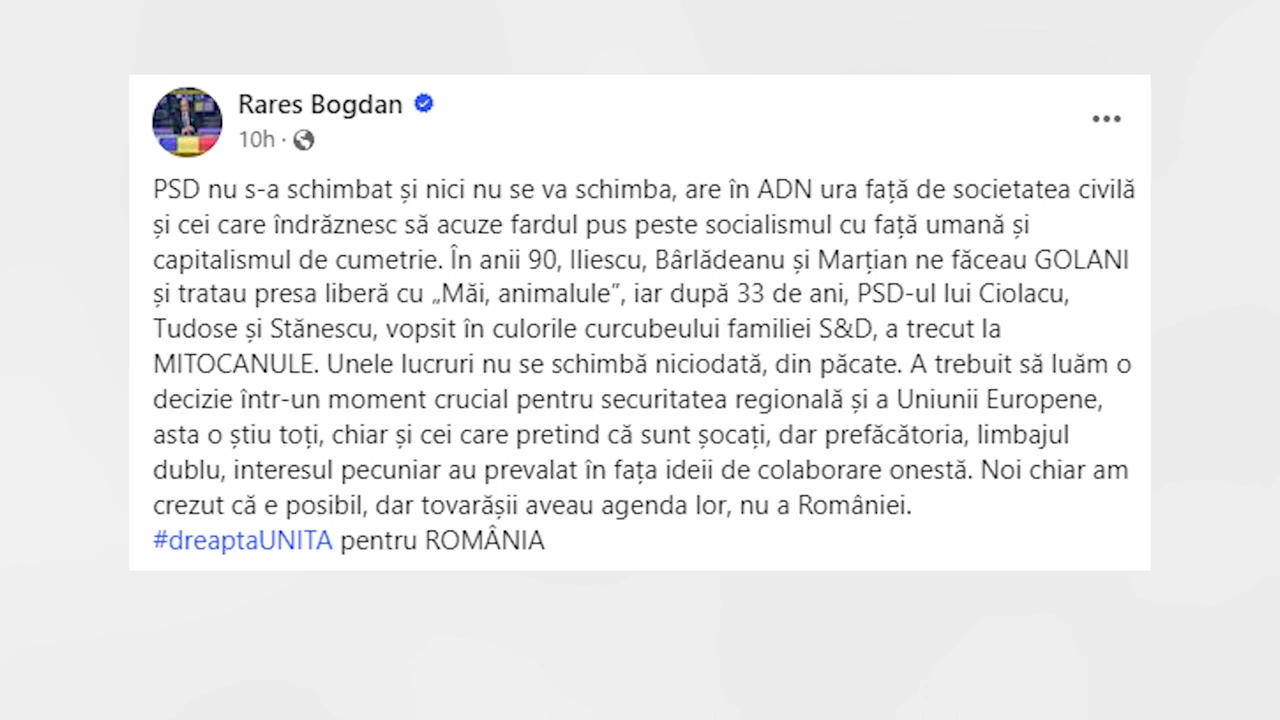 Rares Bogdan
10h ·
PSD nu s-a schimbat și nici nu se va schimba, are în ADN ura față de societatea civilă
și cei care îndrăznesc să acuze fardul pus peste socialismul cu față umană și
capitalismul de cumetrie. În anii 90, Iliescu, Bârlădeanu și Marțian ne făceau GOLANI
și tratau presa liberă cu „Măi, animalule”, iar după 33 de ani, PSD-ul lui Ciolacu,
Tudose și Stănescu, vopsit în culorile curcubeului familiei S&D, a trecut la
MITOCANULE. Unele lucruri nu se schimbă niciodată, din păcate. A trebuit să luăm o
decizie într-un moment crucial pentru securitatea regională și a Uniunii Europene,
asta o știu toți, chiar și cei care pretind că sunt șocați, dar prefăcătoria, limbajul
dublu, interesul pecuniar au prevalat în fața ideii de colaborare onestă. Noi chiar am
crezut că e posibil, dar tovarășii aveau agenda lor, nu a României.
#dreaptaUNITA pentru ROMÂNIA